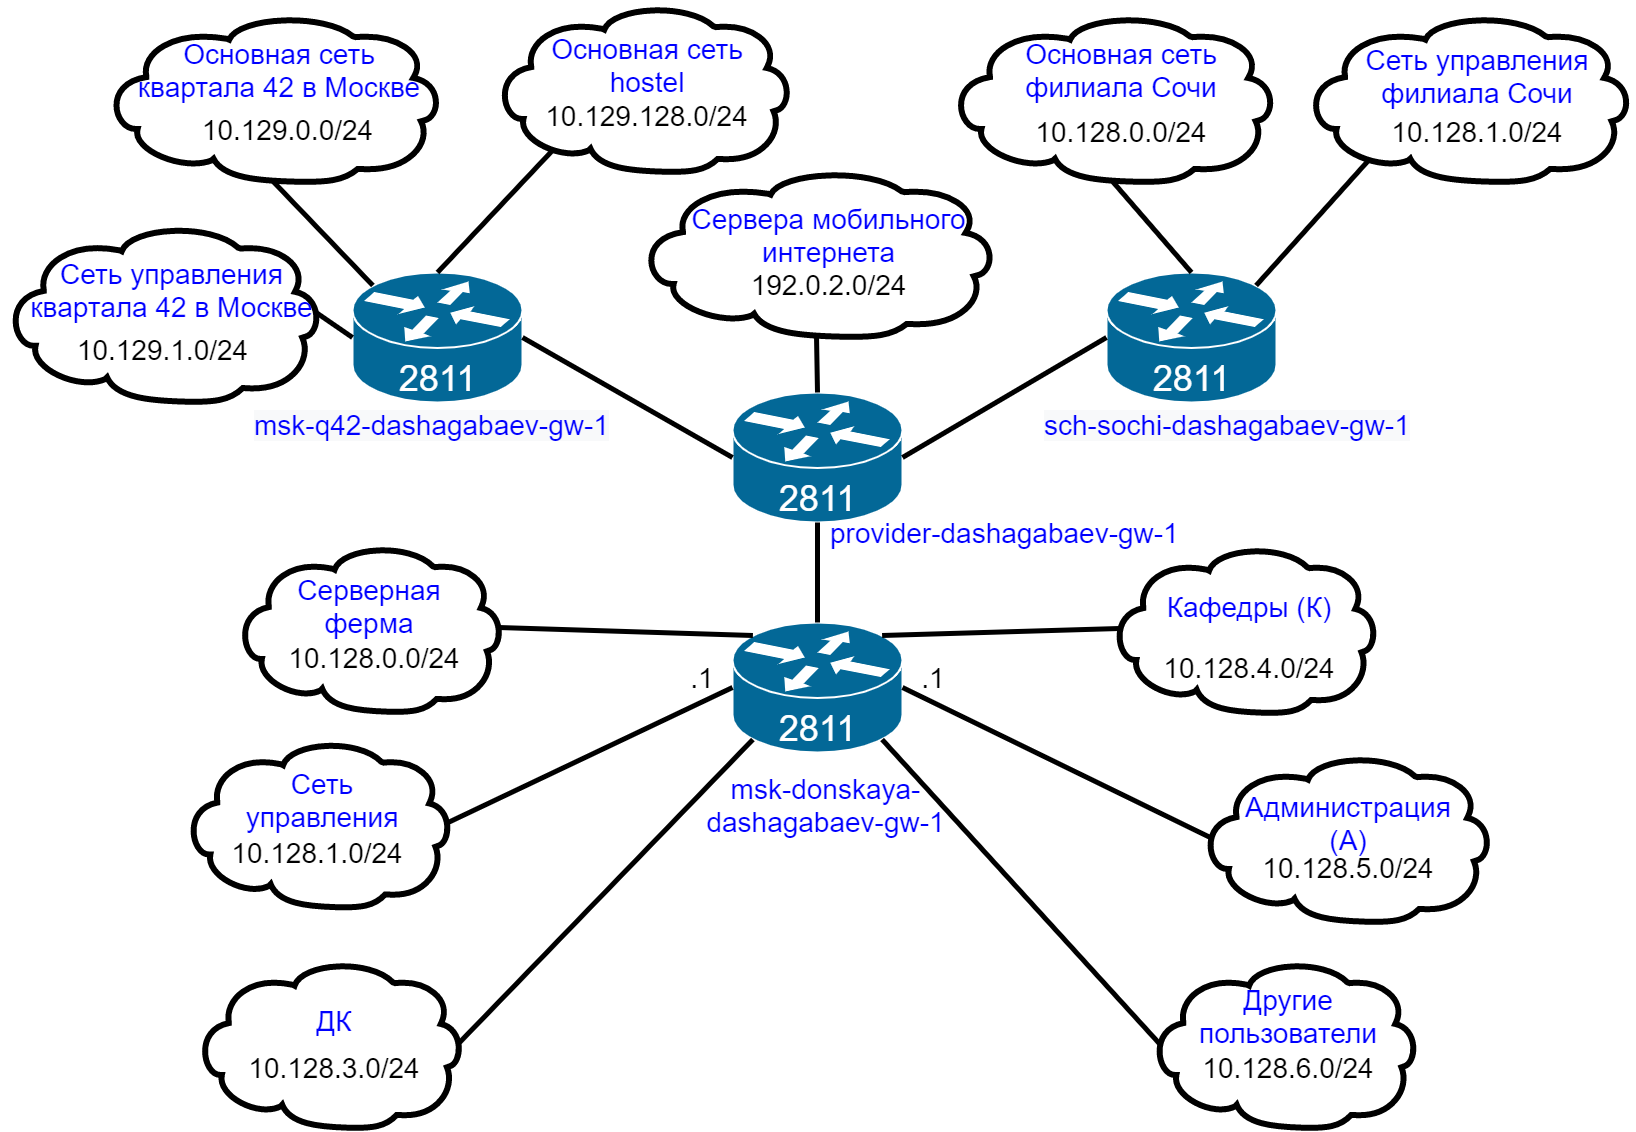 Основная сеть
квартала 42 в Москве
10.129.0.0/24
Основная сеть
hostel
10.129.128.0/24
Основная сеть
филиала Сочи
10.128.0.0/24
Сеть управления
филиала Сочи
10.128.1.0/24
Сервера мобильного
интернета
192.0.2.0/24
Сеть управления
квартала 42 в Москве
10.129.1.0/24
2811
msk-q42-dashagabaev-gw-1
2811
sch-sochi-dashagabaev-gw-1
2811
provider-dashagabaev-gw-1
Серверная
ферма
10.128.0.0/24
Кафедры (К)
10.128.4.0/24
.1
.1
2811
msk-donskaya-
dashagabaev-gw-1
Сеть
управления
10.128.1.0/24
Администрация
(А)
10.128.5.0/24
ДК
10.128.3.0/24
Другие
пользователи
10.128.6.0/24